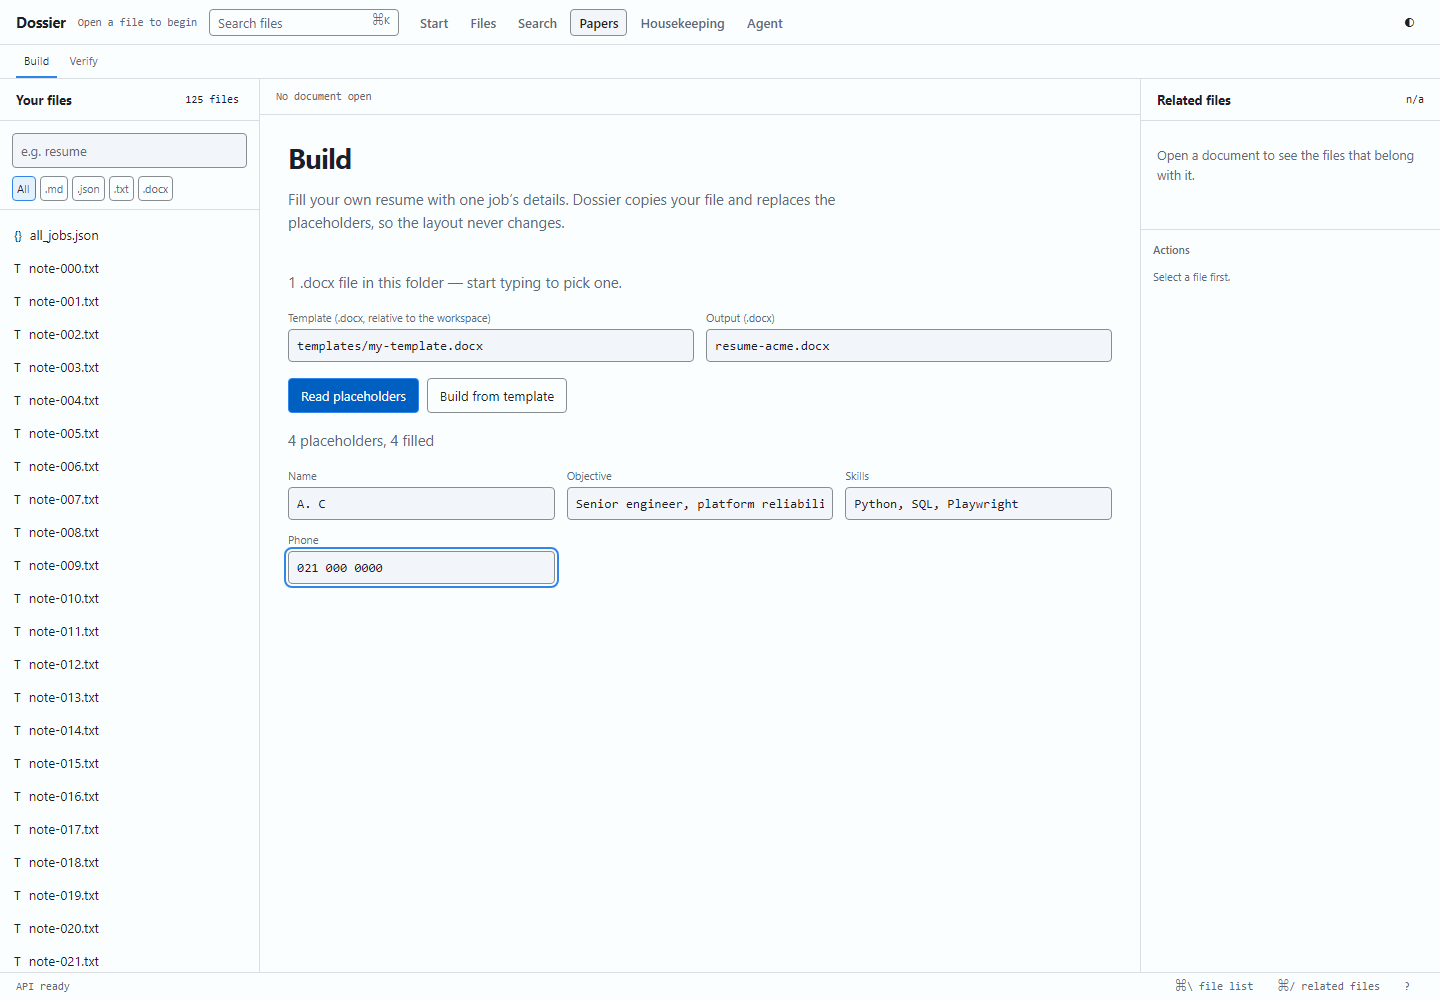 Dossier Open a file to begin Search files ⌘K Start Files Search Papers Housekeeping Agent
Build Verify
Your files 125 files
e.g. resume
All .md .json .txt .docx
{} all_jobs.json
T note-000.txt
T note-001.txt
T note-002.txt
T note-003.txt
T note-004.txt
T note-005.txt
T note-006.txt
T note-007.txt
T note-008.txt
T note-009.txt
T note-010.txt
T note-011.txt
T note-012.txt
T note-013.txt
T note-014.txt
T note-015.txt
T note-016.txt
T note-017.txt
T note-018.txt
T note-019.txt
T note-020.txt
T note-021.txt
No document open
Build
Fill your own resume with one job's details. Dossier copies your file and replaces the
placeholders, so the layout never changes.
1 .docx file in this folder — start typing to pick one.
Template (.docx, relative to the workspace) Output (.docx)
templates/my-template.docx resume-acme.docx
Read placeholders Build from template
4 placeholders, 4 filled
Name Objective Skills
A. C Senior engineer, platform reliabili Python, SQL, Playwright
Phone
021 000 0000
Related files n/a
Open a document to see the files that belong
with it.
Actions
Select a file first.
API ready ⌘\ file list ⌘/ related files ?